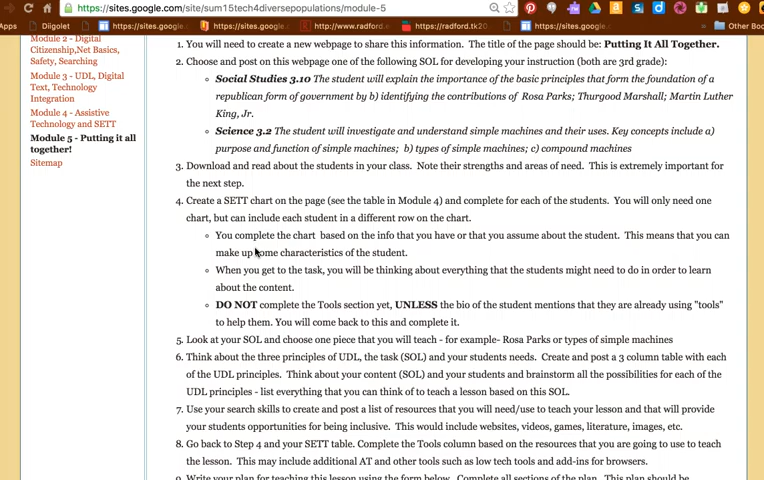 https://sites.google.com/site/sum15tech4diversepopulations/module-5
Apps
Diigolet
https://sites.google.
http://www.radford.e
https://radford.tk20
https://sites.google.
Other Boo
Module 2 - Digital
Citizenship,Net Basics,
Safety, Searching
Module 3 - UDL, Digital
Text, Technology
Integration
Module 4 - Assistive
Technology and SETT
Module 5 - Putting it all
together!
Sitemap
1. You will need to create a new webpage to share this information. The title of the page should be: Putting It All Together.
2. Choose and post on this webpage one of the following SOL for developing your instruction (both are 3rd grade):
Social Studies 3.10 The student will explain the importance of the basic principles that form the foundation of a
republican form of government by b) identifying the contributions of Rosa Parks; Thurgood Marshall; Martin Luther
King, Jr.
Science 3.2 The student will investigate and understand simple machines and their uses. Key concepts include a)
purpose and function of simple machines; b) types of simple machines; c) compound machines
3. Download and read about the students in your class. Note their strengths and areas of need. This is extremely important for
the next step.
4. Create a SETT chart on the page (see the table in Module 4) and complete for each of the students. You will only need one
chart, but can include each student in a different row on the chart.
You complete the chart based on the info that you have or that you assume about the student. This means that you can
make up some characteristics of the student.
When you get to the task, you will be thinking about everything that the students might need to do in order to learn
about the content.
DO NOT complete the Tools section yet, UNLESS the bio of the student mentions that they are already using "tools"
to help them. You will come back to this and complete it.
5. Look at your SOL and choose one piece that you will teach - for example- Rosa Parks or types of simple machines
6. Think about the three principles of UDL, the task (SOL) and your students needs. Create and post a 3 column table with each
of the UDL principles. Think about your content (SOL) and your students and brainstorm all the possibilities for each of the
UDL principles - list everything that you can think of to teach a lesson based on this SOL.
7. Use your search skills to create and post a list of resources that you will need/use to teach your lesson and that will provide
your students opportunities for being inclusive. This would include websites, videos, games, literature, images, etc.
8. Go back to Step 4 and your SETT table. Complete the Tools column based on the resources that you are going to use to teach
the lesson. This may include additional AT and other tools such as low tech tools and add-ins for browsers.
9. Write your plan for teaching this lesson using the form below. Complete all sections of the plan. This plan should be